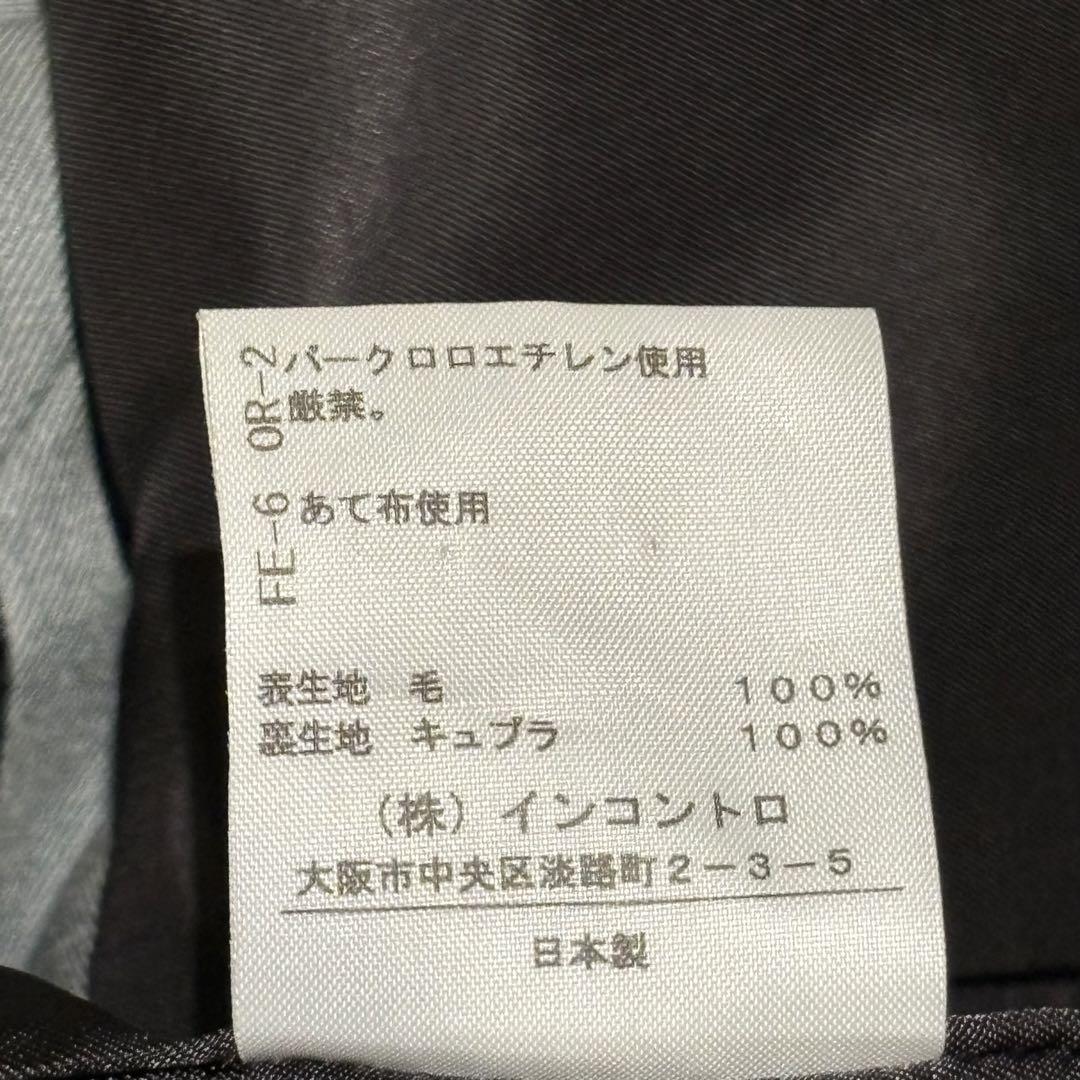 OR-2
パークロロエチレン使用
厳禁。
FE-6
あて布使用
表生地 毛 100%
裏生地 キュプラ 100%
(株)インコントロ
大阪市中央区淡路町2-3-5
日本製